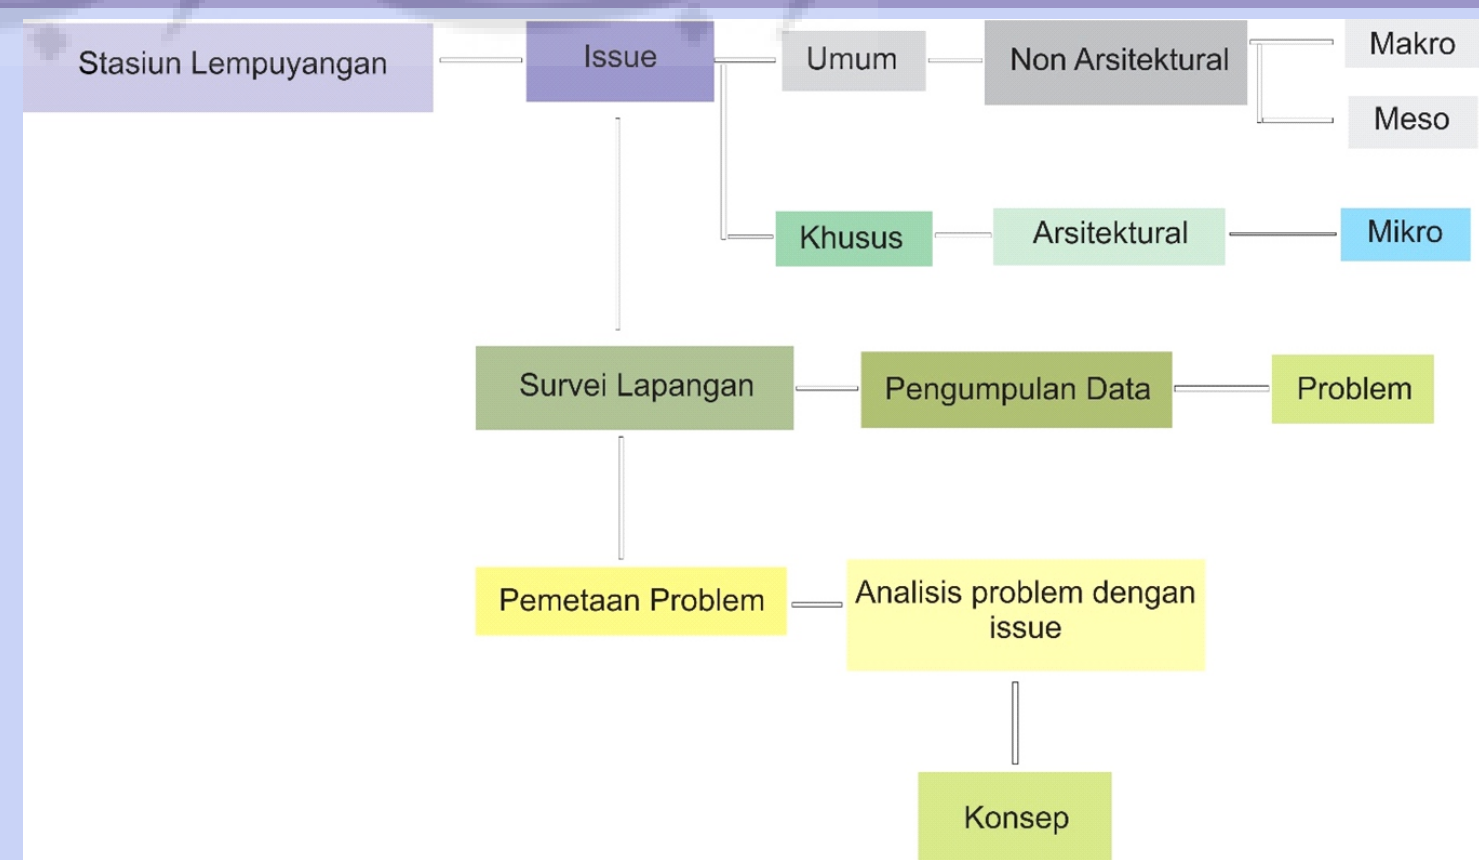 Stasiun Lempuyangan
Issue
Umum
Non Arsitektural
Makro
Meso
Khusus
Arsitektural
Mikro
Survei Lapangan
Pengumpulan Data
Problem
Pemetaan Problem
Analisis problem dengan
issue
Konsep